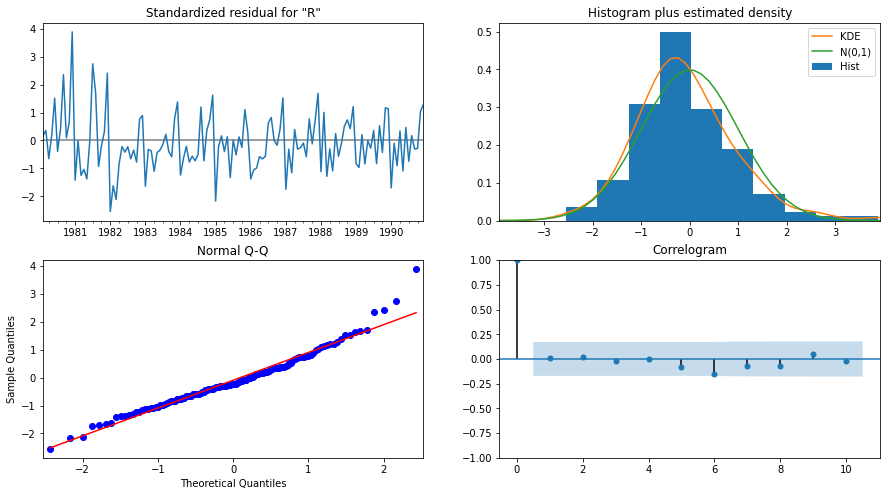 Standardized residual for "R"
4
3
2
1
0
−1
−2
1981 1982 1983 1984 1985 1986 1987 1988 1989 1990
Histogram plus estimated density
0.5
0.4
0.3
0.2
0.1
0.0
−3 −2 −1 0 1 2 3
KDE
N(0,1)
Hist
Normal Q-Q
Sample Quantiles
4
3
2
1
0
−1
−2
−2 −1 0 1 2
Theoretical Quantiles
Correlogram
1.00
0.75
0.50
0.25
0.00
−0.25
−0.50
−0.75
−1.00
0 2 4 6 8 10